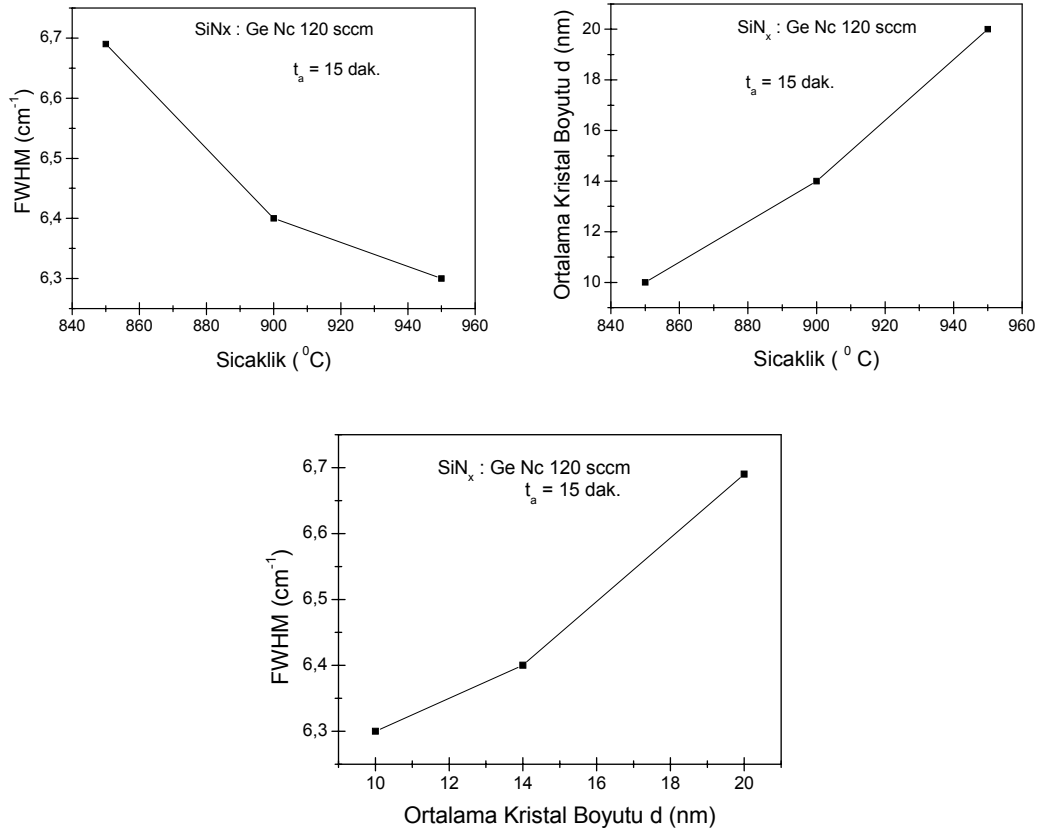 SiNx : Ge Nc 120 sccm
t_a = 15 dak.
FWHM (cm⁻¹)
6,7
6,6
6,5
6,4
6,3
840 860 880 900 920 940 960
Sicaklik ( ⁰C)
SiNₓ : Ge Nc 120 sccm
t_a = 15 dak.
Ortalama Kristal Boyutu d (nm)
20
18
16
14
12
10
840 860 880 900 920 940 960
Sicaklik ( ⁰ C)
SiNₓ : Ge Nc 120 sccm
t_a = 15 dak.
FWHM (cm⁻¹)
6,7
6,6
6,5
6,4
6,3
10 12 14 16 18 20
Ortalama Kristal Boyutu d (nm)